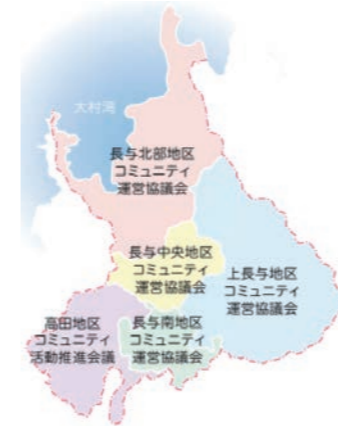 大村湾
長与北部地区
コミュニティ
運営協議会
長与中央地区
コミュニティ
運営協議会
上長与地区
コミュニティ
運営協議会
高田地区
コミュニティ
活動推進会議
長与南地区
コミュニティ
運営協議会